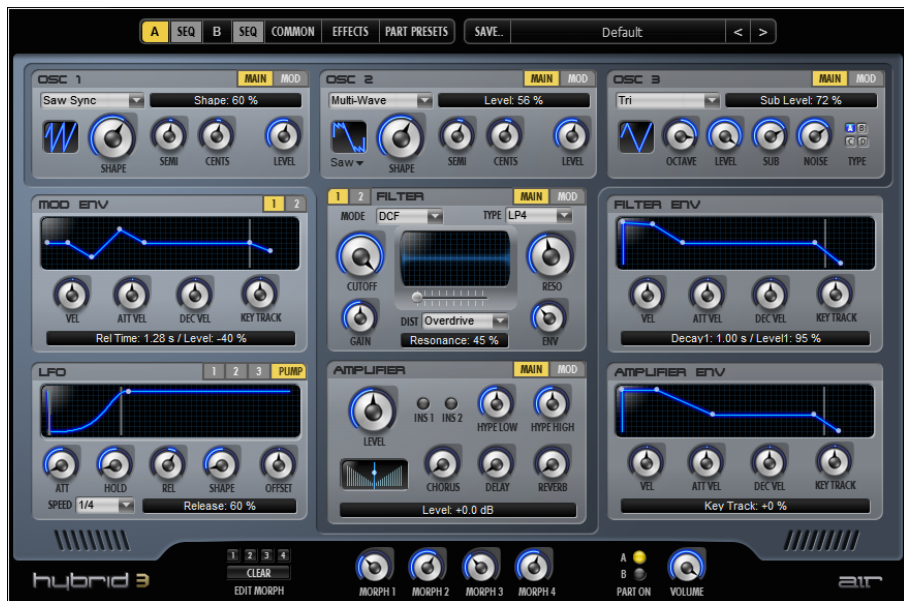 A SEQ B SEQ COMMON EFFECTS PART PRESETS SAVE.. Default < >
OSC 1 MAIN MOD
Saw Sync Shape: 60 %
SHAPE SEMI CENTS LEVEL
OSC 2 MAIN MOD
Multi-Wave Level: 56 %
Saw SHAPE SEMI CENTS LEVEL
OSC 3 MAIN MOD
Tri Sub Level: 72 %
OCTAVE LEVEL SUB NOISE TYPE
A B
C D
MOD ENV 1 2
VEL ATT VEL DEC VEL KEY TRACK
Rel Time: 1.28 s / Level: -40 %
1 2 FILTER MAIN MOD
MODE DCF TYPE LP4
CUTOFF RESO
DIST Overdrive
GAIN Resonance: 45 % ENV
FILTER ENV
VEL ATT VEL DEC VEL KEY TRACK
Decay1: 1.00 s / Level1: 95 %
LFO 1 2 3 PUMP
ATT HOLD REL SHAPE OFFSET
SPEED 1/4 Release: 60 %
AMPLIFIER MAIN MOD
LEVEL INS 1 INS 2 HYPE LOW HYPE HIGH
CHORUS DELAY REVERB
Level: +0.0 dB
AMPLIFIER ENV
VEL ATT VEL DEC VEL KEY TRACK
Key Track: +0 %
hybrid 3
1 2 3 4
CLEAR
EDIT MORPH
MORPH 1 MORPH 2 MORPH 3 MORPH 4
A
B
PART ON VOLUME
air